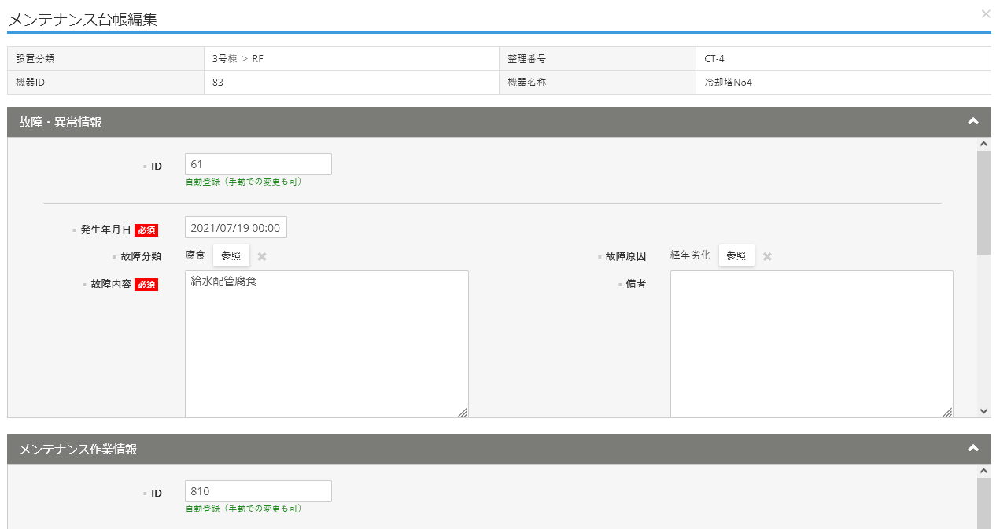 メンテナンス台帳編集
設置分類 3号棟 ＞ RF 整理番号 CT-4
機器ID 83 機器名称 冷却塔No4
故障・異常情報
ID 61
自動登録（手動での変更も可）
発生年月日 必須 2021/07/19 00:00
故障分類 腐食 参照 故障原因 経年劣化 参照
故障内容 必須 給水配管腐食 備考
メンテナンス作業情報
ID 810
自動登録（手動での変更も可）